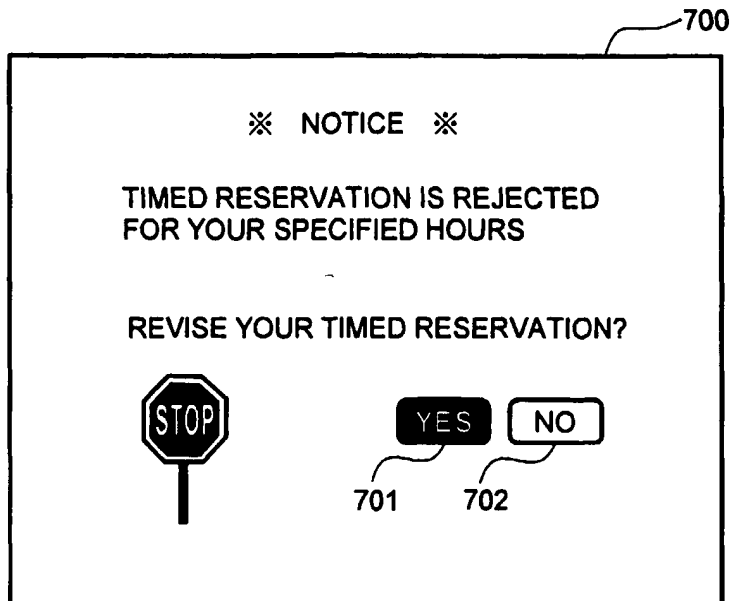 700
※ NOTICE ※
TIMED RESERVATION IS REJECTED
FOR YOUR SPECIFIED HOURS
REVISE YOUR TIMED RESERVATION?
STOP
YES NO
701 702